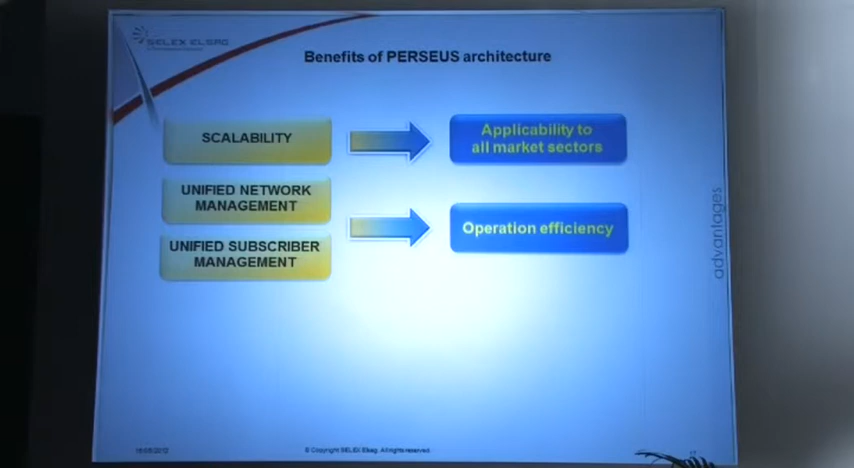 SELEX ELSAG
Benefits of PERSEUS architecture
SCALABILITY
Applicability to
all market sectors
UNIFIED NETWORK
MANAGEMENT
Operation efficiency
UNIFIED SUBSCRIBER
MANAGEMENT
advantages
© Copyright SELEX Elsag. All rights reserved